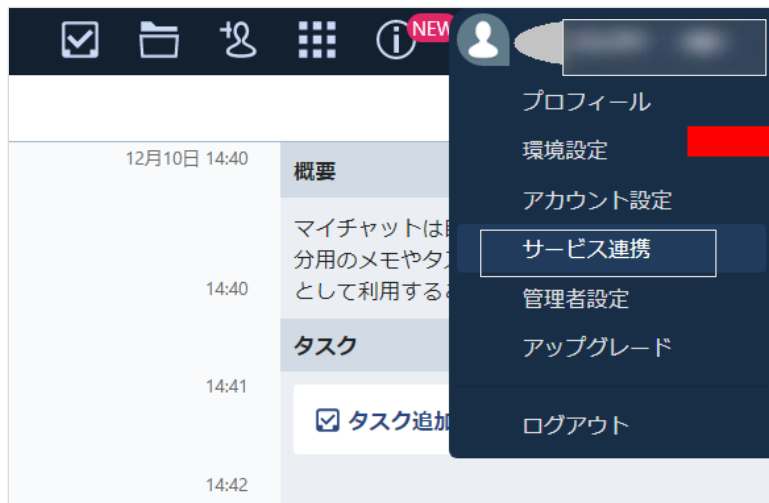 NEW
プロフィール
環境設定
アカウント設定
サービス連携
管理者設定
アップグレード
ログアウト
12月10日 14:40
14:40
14:41
14:42
概要
マイチャットは
分用のメモやタ
として利用する
タスク
タスク追加